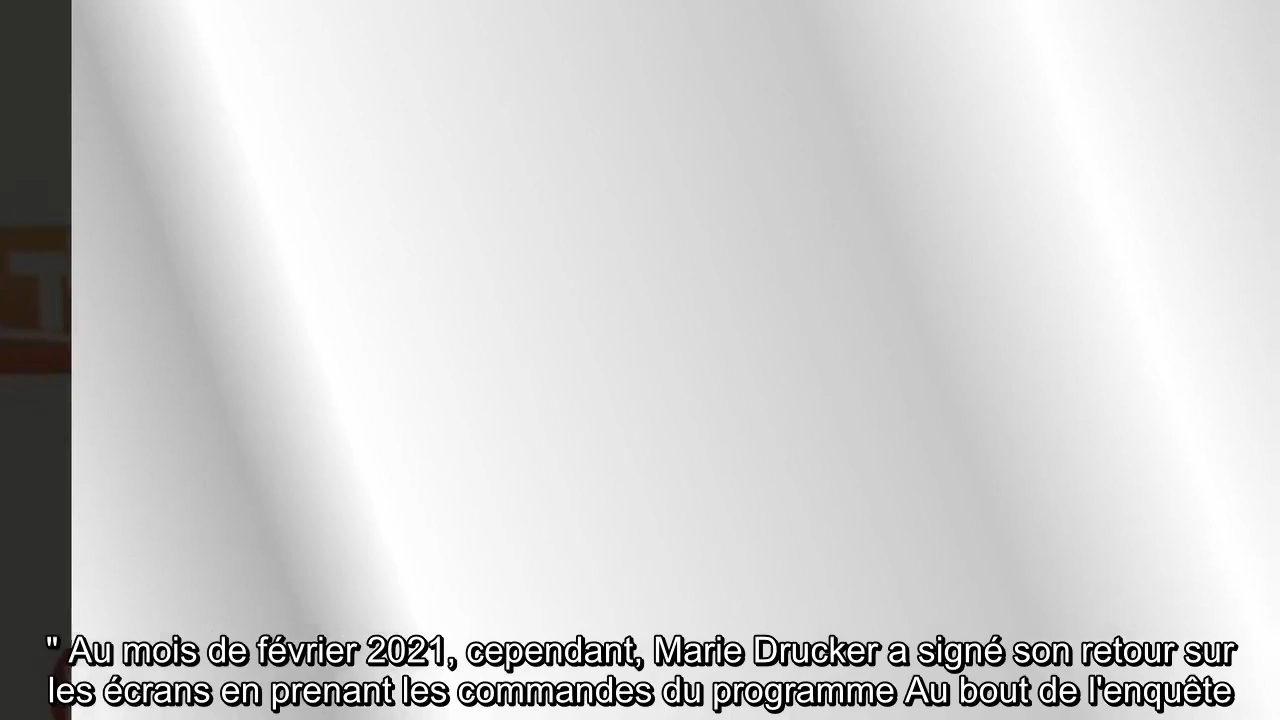 T
" Au mois de février 2021, cependant, Marie Drucker a signé son retour sur
les écrans en prenant les commandes du programme Au bout de l'enquête